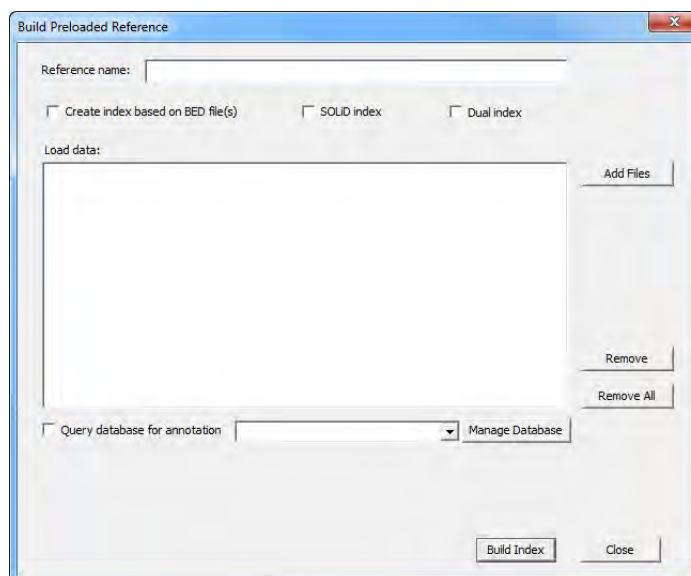 Build Preloaded Reference
Reference name:
Create index based on BED file(s) SOLiD index Dual index
Load data:
Add Files
Remove
Remove All
Query database for annotation Manage Database
Build Index Close